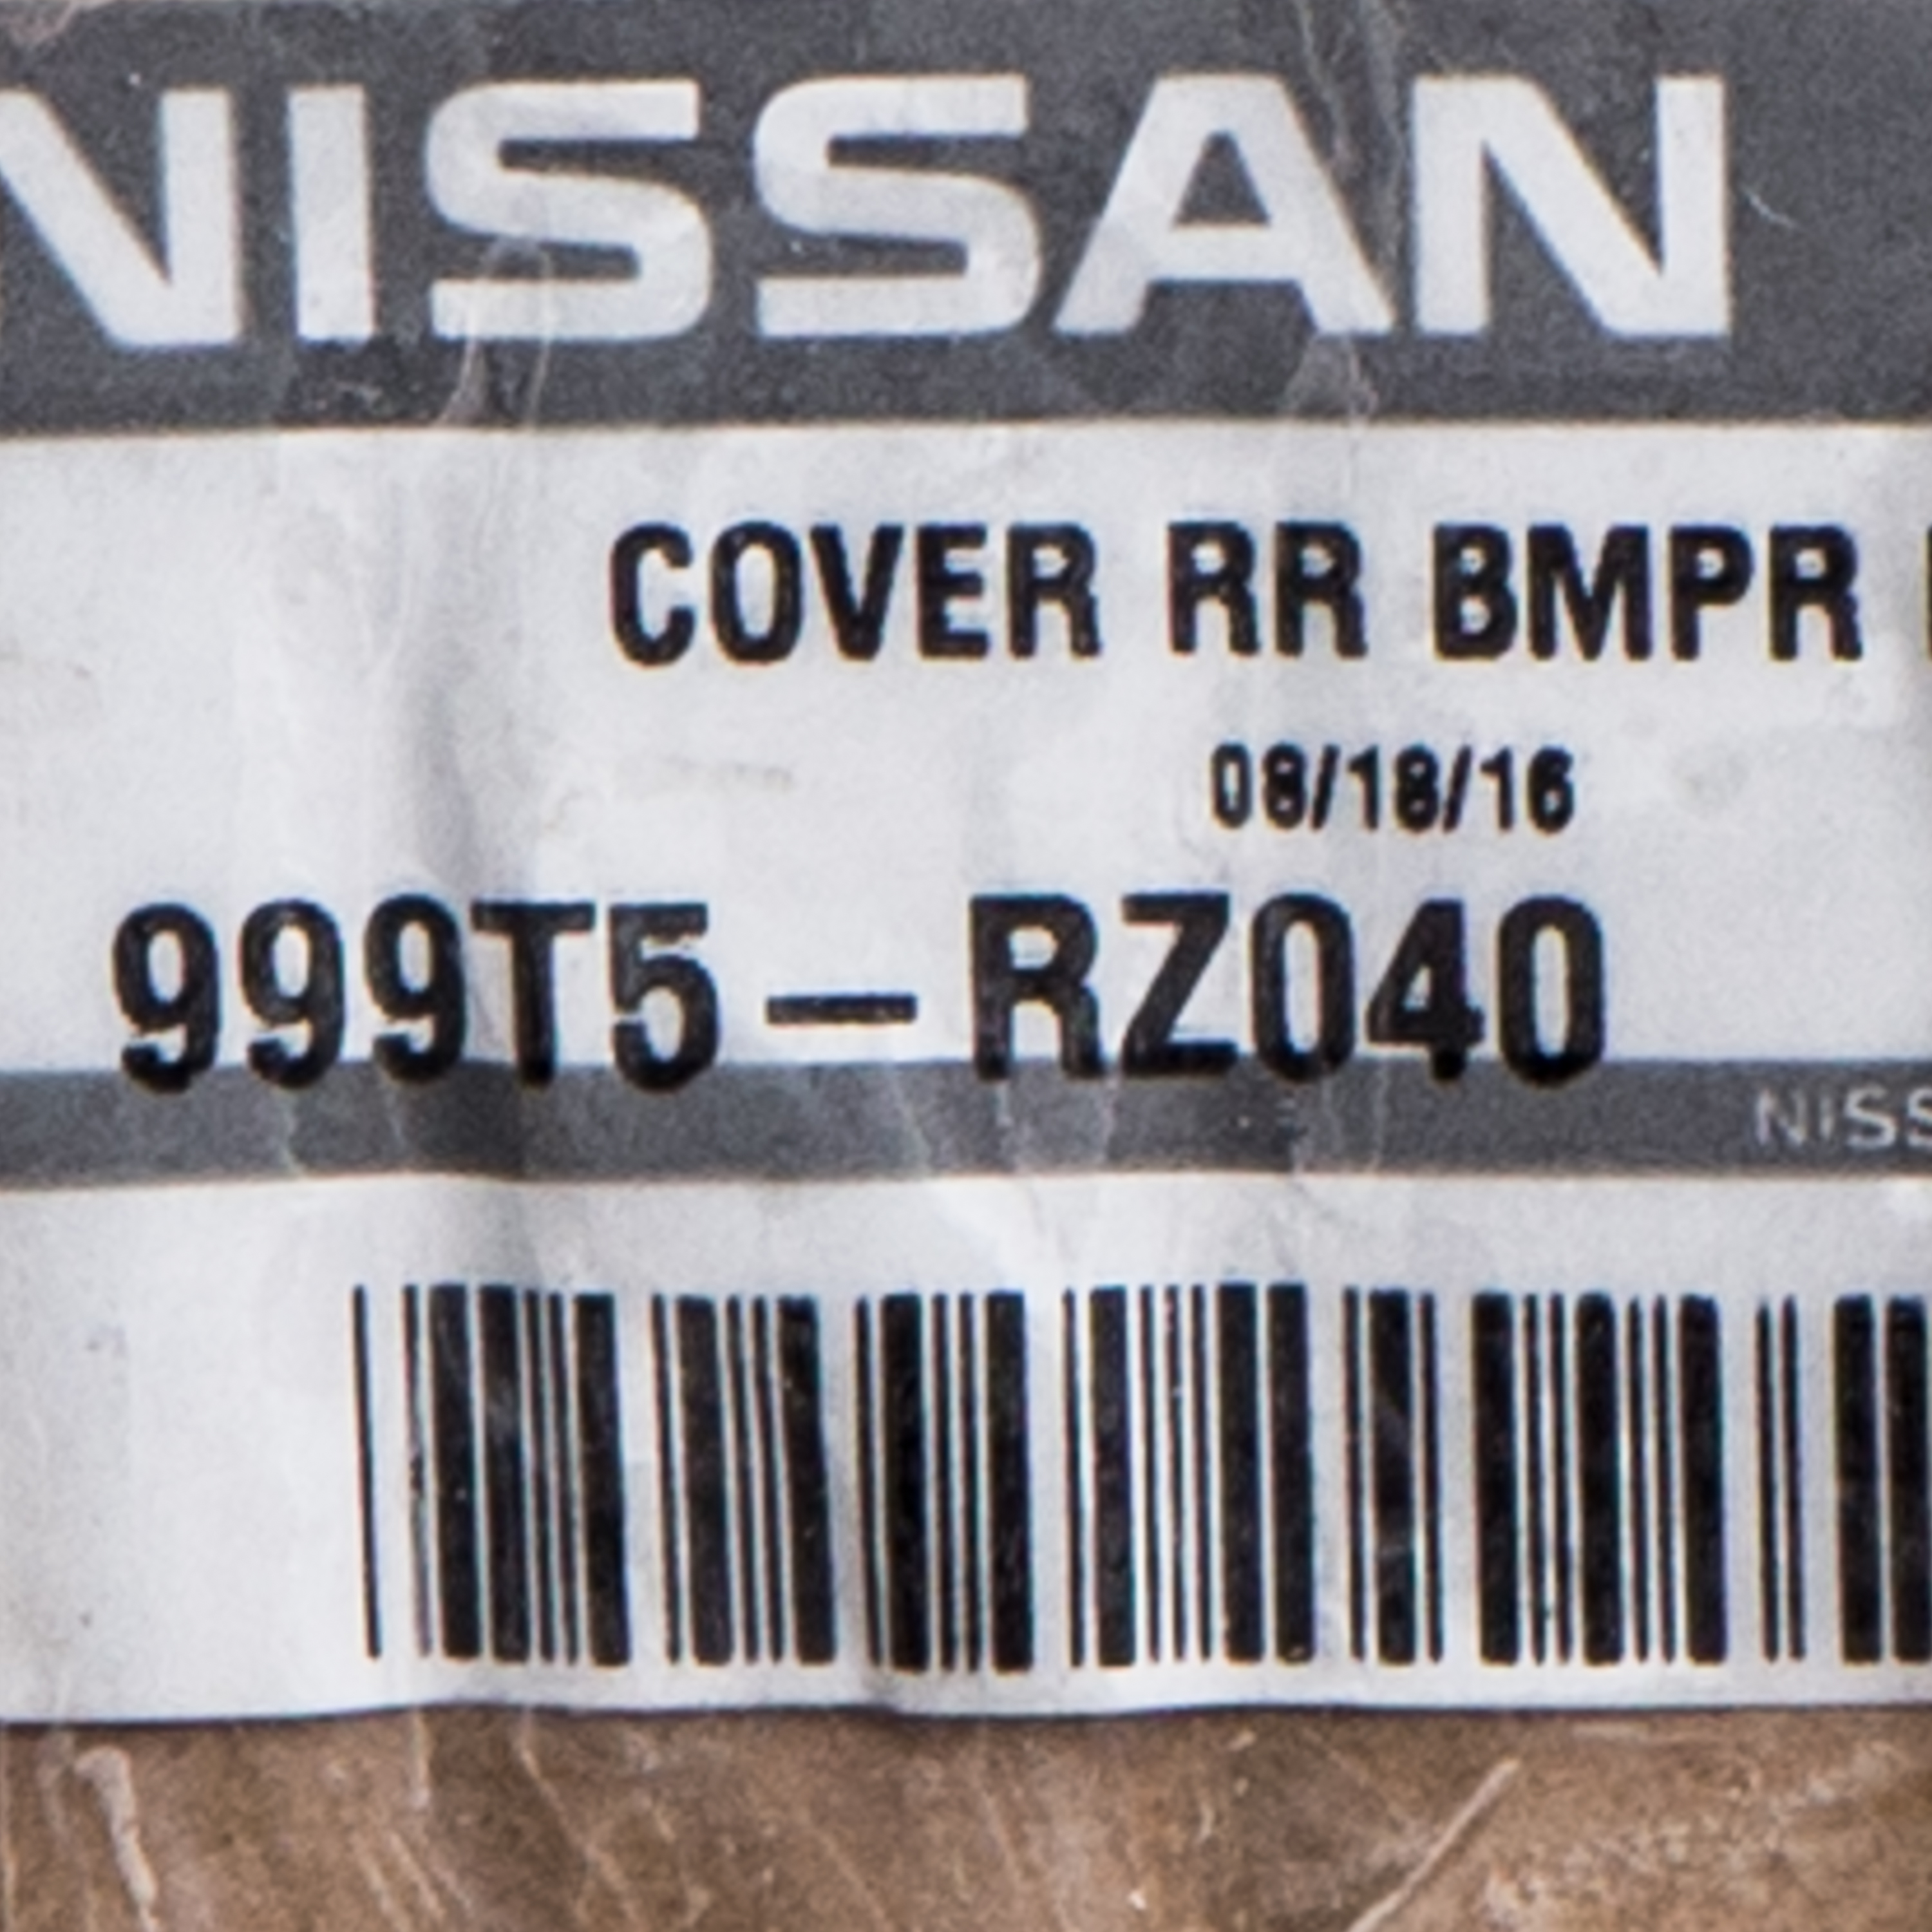 NISSAN
COVER RR BMPR
08/18/16
999T5-RZ040
NISS